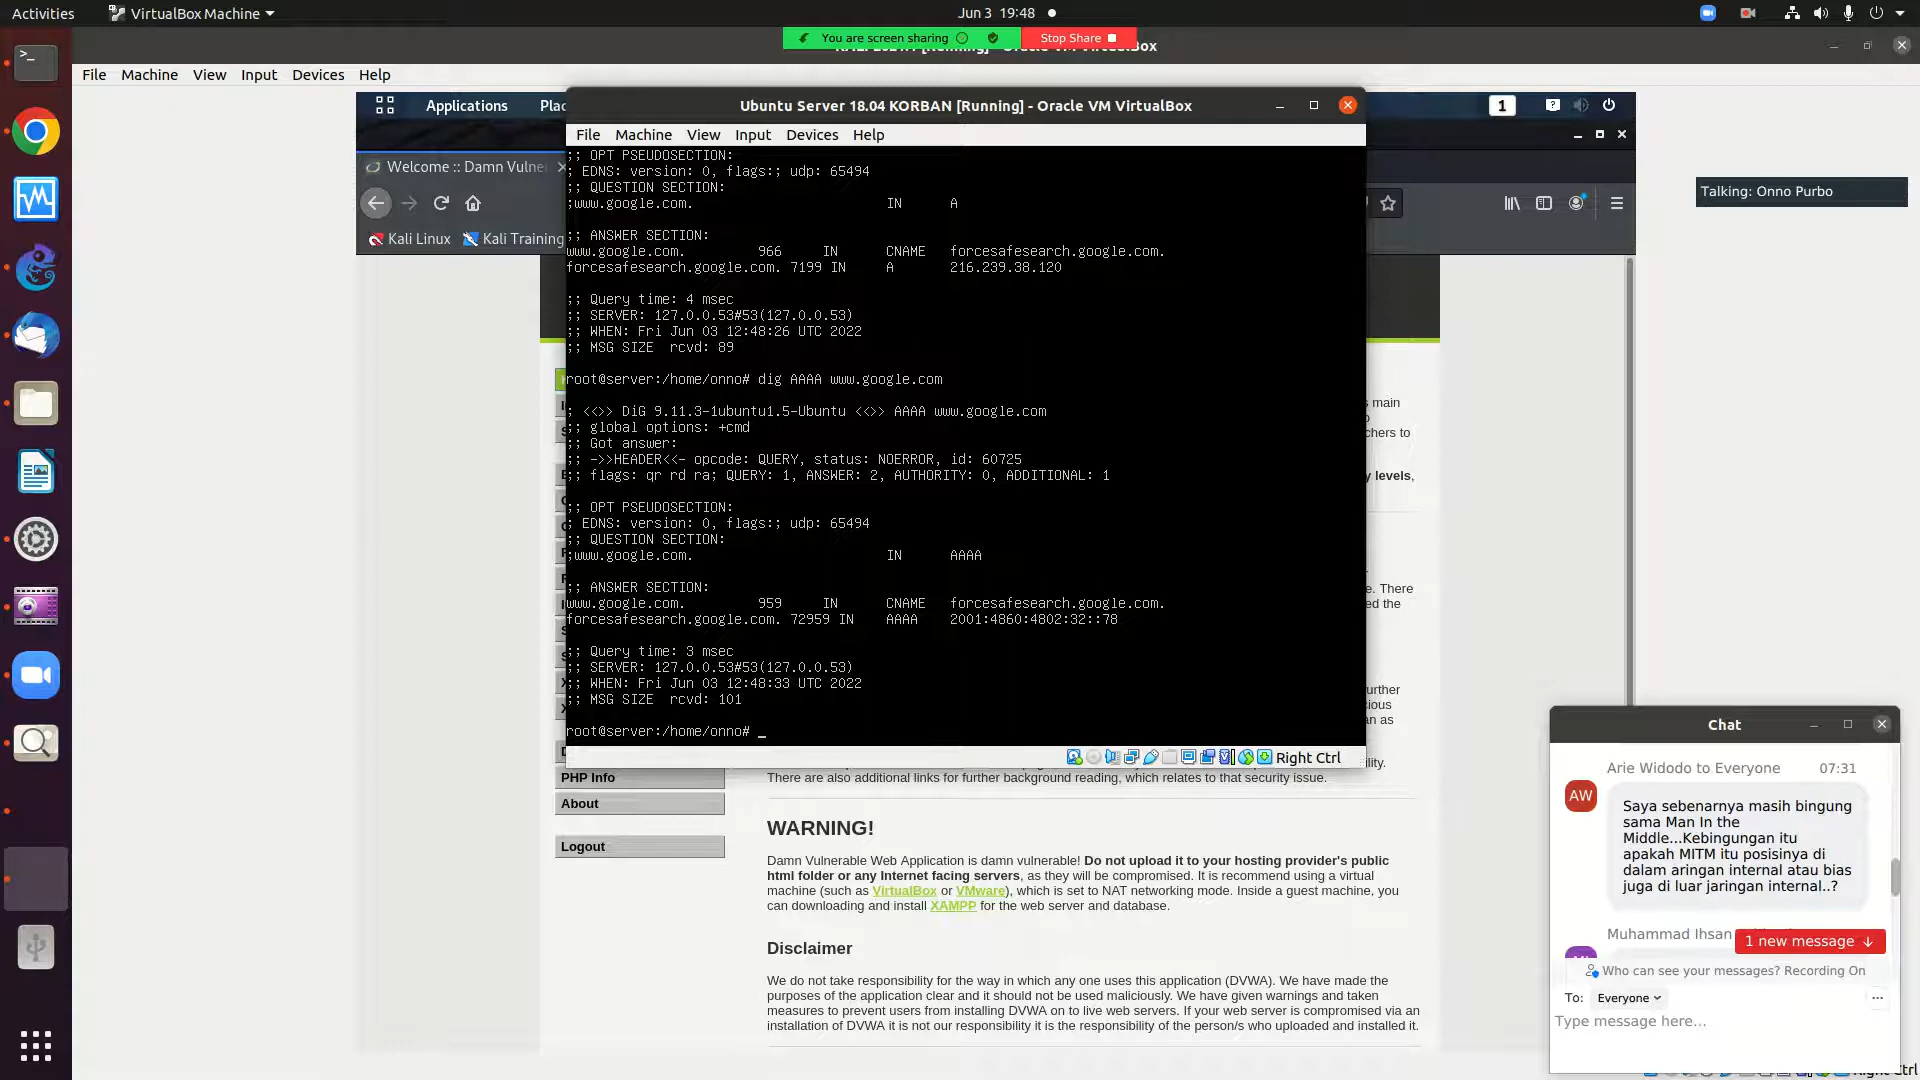 Activities
VirtualBox Machine
Jun 3 19:48
You are screen sharing
Stop Share
[Running] - Oracle VM VirtualBox
File Machine View Input Devices Help
Applications
1
Ubuntu Server 18.04 KORBAN [Running] - Oracle VM VirtualBox
File Machine View Input Devices Help
Welcome :: Damn Vulne
Kali Linux
Kali Training
Talking: Onno Purbo
;; OPT PSEUDOSECTION:
; EDNS: version: 0, flags:; udp: 65494
;; QUESTION SECTION:
;www.google.com. IN A
;; ANSWER SECTION:
www.google.com. 966 IN CNAME forcesafesearch.google.com.
forcesafesearch.google.com. 7199 IN A 216.239.38.120
;; Query time: 4 msec
;; SERVER: 127.0.0.53#53(127.0.0.53)
;; WHEN: Fri Jun 03 12:48:26 UTC 2022
;; MSG SIZE rcvd: 89
root@server:/home/onno# dig AAAA www.google.com
; <<>> DiG 9.11.3-1ubuntu1.5-Ubuntu <<>> AAAA www.google.com
;; global options: +cmd
;; Got answer:
;; ->>HEADER<<- opcode: QUERY, status: NOERROR, id: 60725
;; flags: qr rd ra; QUERY: 1, ANSWER: 2, AUTHORITY: 0, ADDITIONAL: 1
;; OPT PSEUDOSECTION:
; EDNS: version: 0, flags:; udp: 65494
;; QUESTION SECTION:
;www.google.com. IN AAAA
;; ANSWER SECTION:
www.google.com. 959 IN CNAME forcesafesearch.google.com.
forcesafesearch.google.com. 72959 IN AAAA 2001:4860:4802:32::78
;; Query time: 3 msec
;; SERVER: 127.0.0.53#53(127.0.0.53)
;; WHEN: Fri Jun 03 12:48:33 UTC 2022
;; MSG SIZE rcvd: 101
root@server:/home/onno# _
Right Ctrl
s main
chers to
y levels,
e. There
ed the
urther
cious
an as
ility.
PHP Info
About
Logout
There are also additional links for further background reading, which relates to that security issue.
WARNING!
Damn Vulnerable Web Application is damn vulnerable! Do not upload it to your hosting provider's public
html folder or any Internet facing servers, as they will be compromised. It is recommend using a virtual
machine (such as VirtualBox or VMware), which is set to NAT networking mode. Inside a guest machine, you
can downloading and install XAMPP for the web server and database.
Disclaimer
We do not take responsibility for the way in which any one uses this application (DVWA). We have made the
purposes of the application clear and it should not be used maliciously. We have given warnings and taken
measures to prevent users from installing DVWA on to live web servers. If your web server is compromised via an
installation of DVWA it is not our responsibility it is the responsibility of the person/s who uploaded and installed it.
Chat
Arie Widodo to Everyone 07:31
AW
Saya sebenarnya masih bingung
sama Man In the
Middle...Kebingungan itu
apakah MITM itu posisinya di
dalam aringan internal atau bias
juga di luar jaringan internal..?
Muhammad Ihsan
1 new message
Who can see your messages? Recording On
To: Everyone
Type message here...